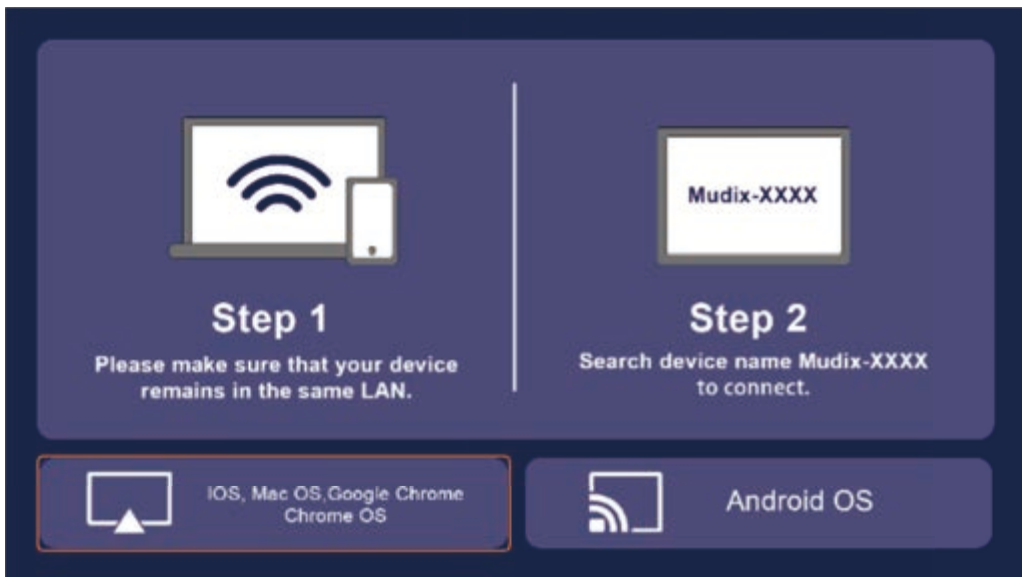 Mudix-XXXX
Step 1
Please make sure that your device
remains in the same LAN.
Step 2
Search device name Mudix-XXXX
to connect.
IOS, Mac OS,Google Chrome
Chrome OS
Android OS